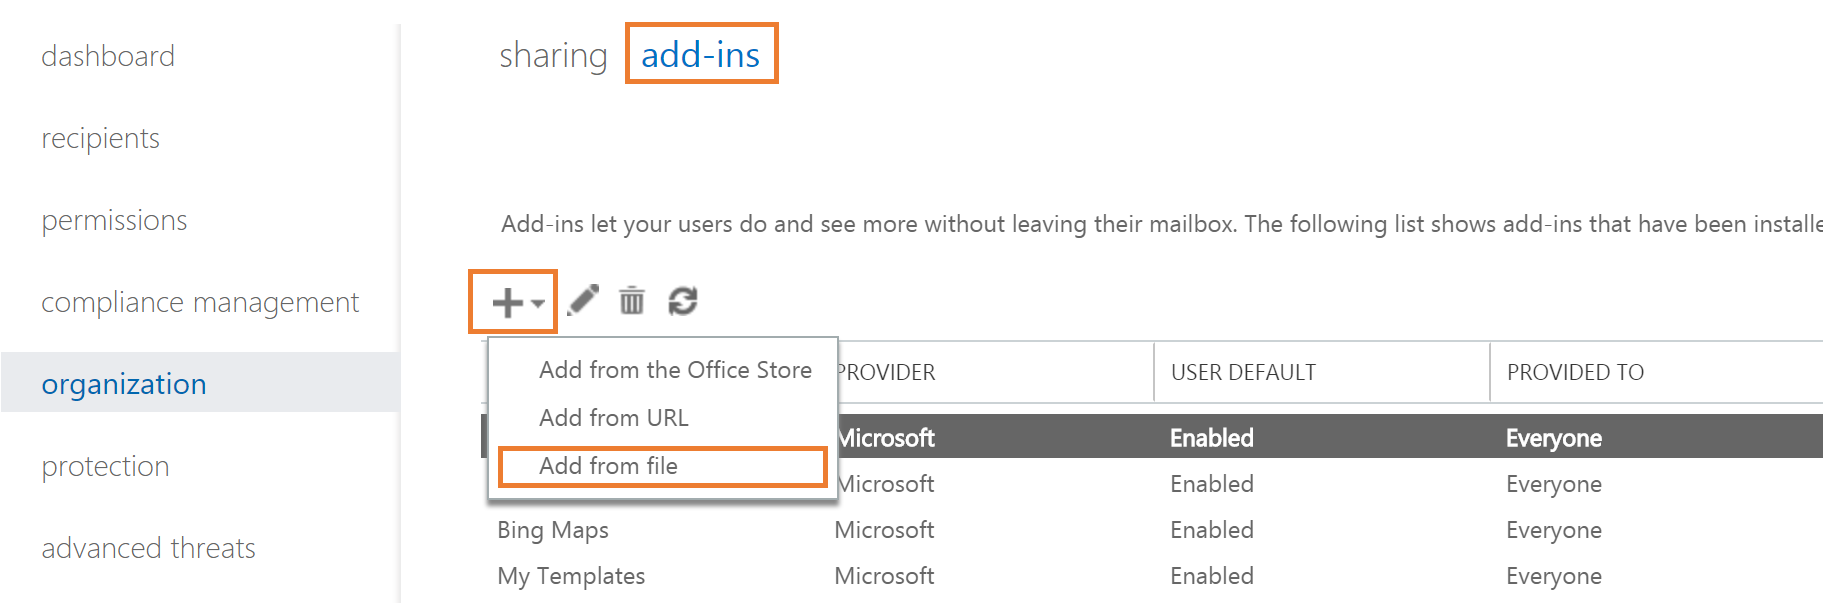 dashboard
recipients
permissions
compliance management
organization
protection
advanced threats
sharing add-ins
Add-ins let your users do and see more without leaving their mailbox. The following list shows add-ins that have been installe
Add from the Office Store
Add from URL
Add from file
PROVIDER USER DEFAULT PROVIDED TO
Microsoft Enabled Everyone
Microsoft Enabled Everyone
Bing Maps Microsoft Enabled Everyone
My Templates Microsoft Enabled Everyone